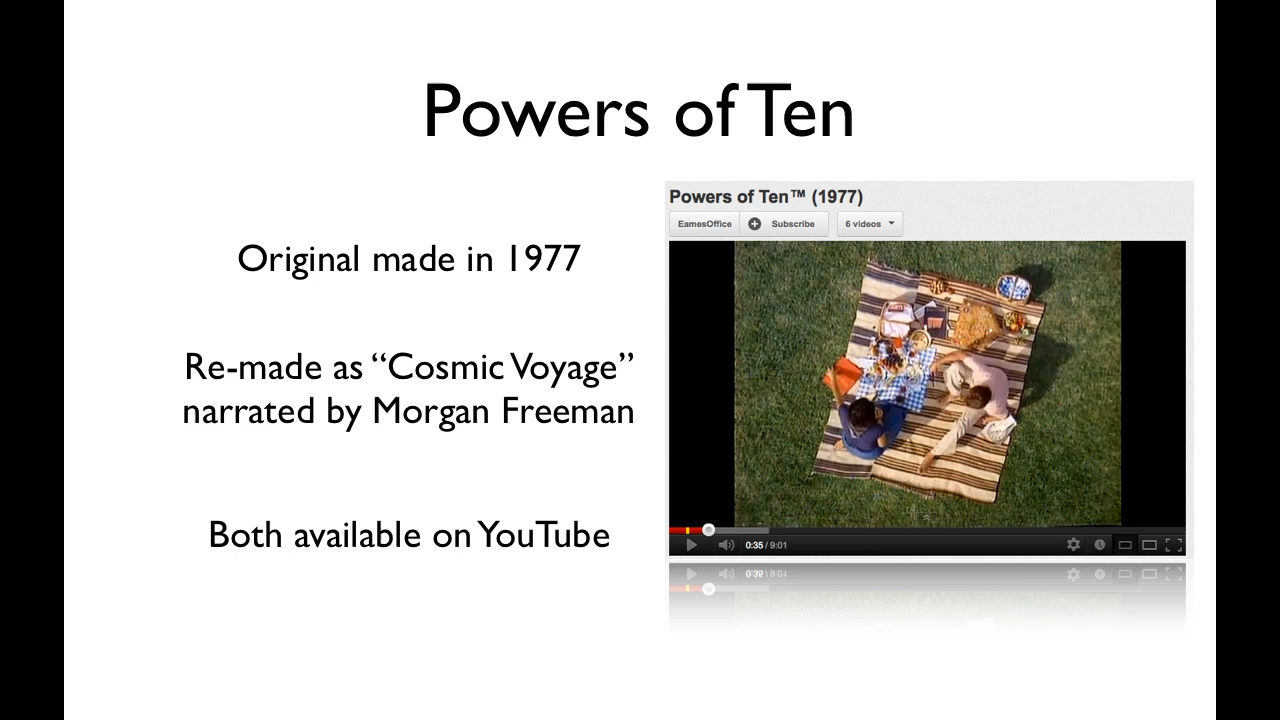 Powers of Ten
Original made in 1977
Re-made as “Cosmic Voyage”
narrated by Morgan Freeman
Both available on YouTube
Powers of Ten™ (1977)
EamesOffice Subscribe 6 videos
0:35 / 9:01